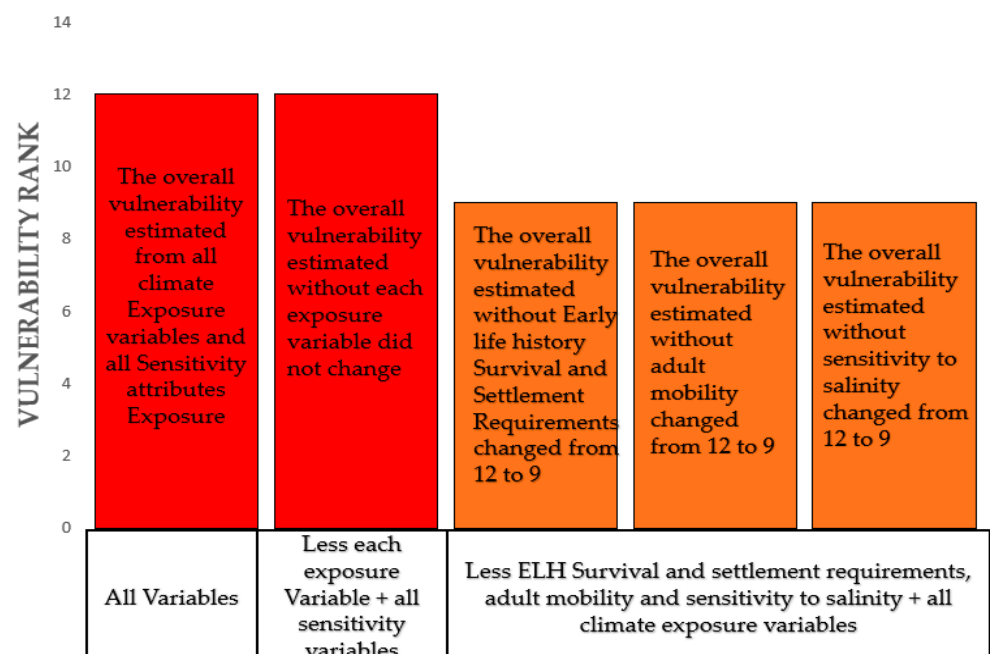 14
12
10
8
6
4
2
0
VULNERABILITY RANK
The overall
vulnerability
estimated
from all
climate
Exposure
variables and
all Sensitivity
attributes
Exposure
The overall
vulnerability
estimated
without each
exposure
variable did
not change
The overall
vulnerability
estimated
without Early
life history
Survival and
Settlement
Requirements
changed from
12 to 9
The overall
vulnerability
estimated
without
adult
mobility
changed
from 12 to 9
The overall
vulnerability
estimated
without
sensitivity to
salinity
changed from
12 to 9
All Variables
Less each
exposure
Variable + all
sensitivity
variables
Less ELH Survival and settlement requirements,
adult mobility and sensitivity to salinity + all
climate exposure variables